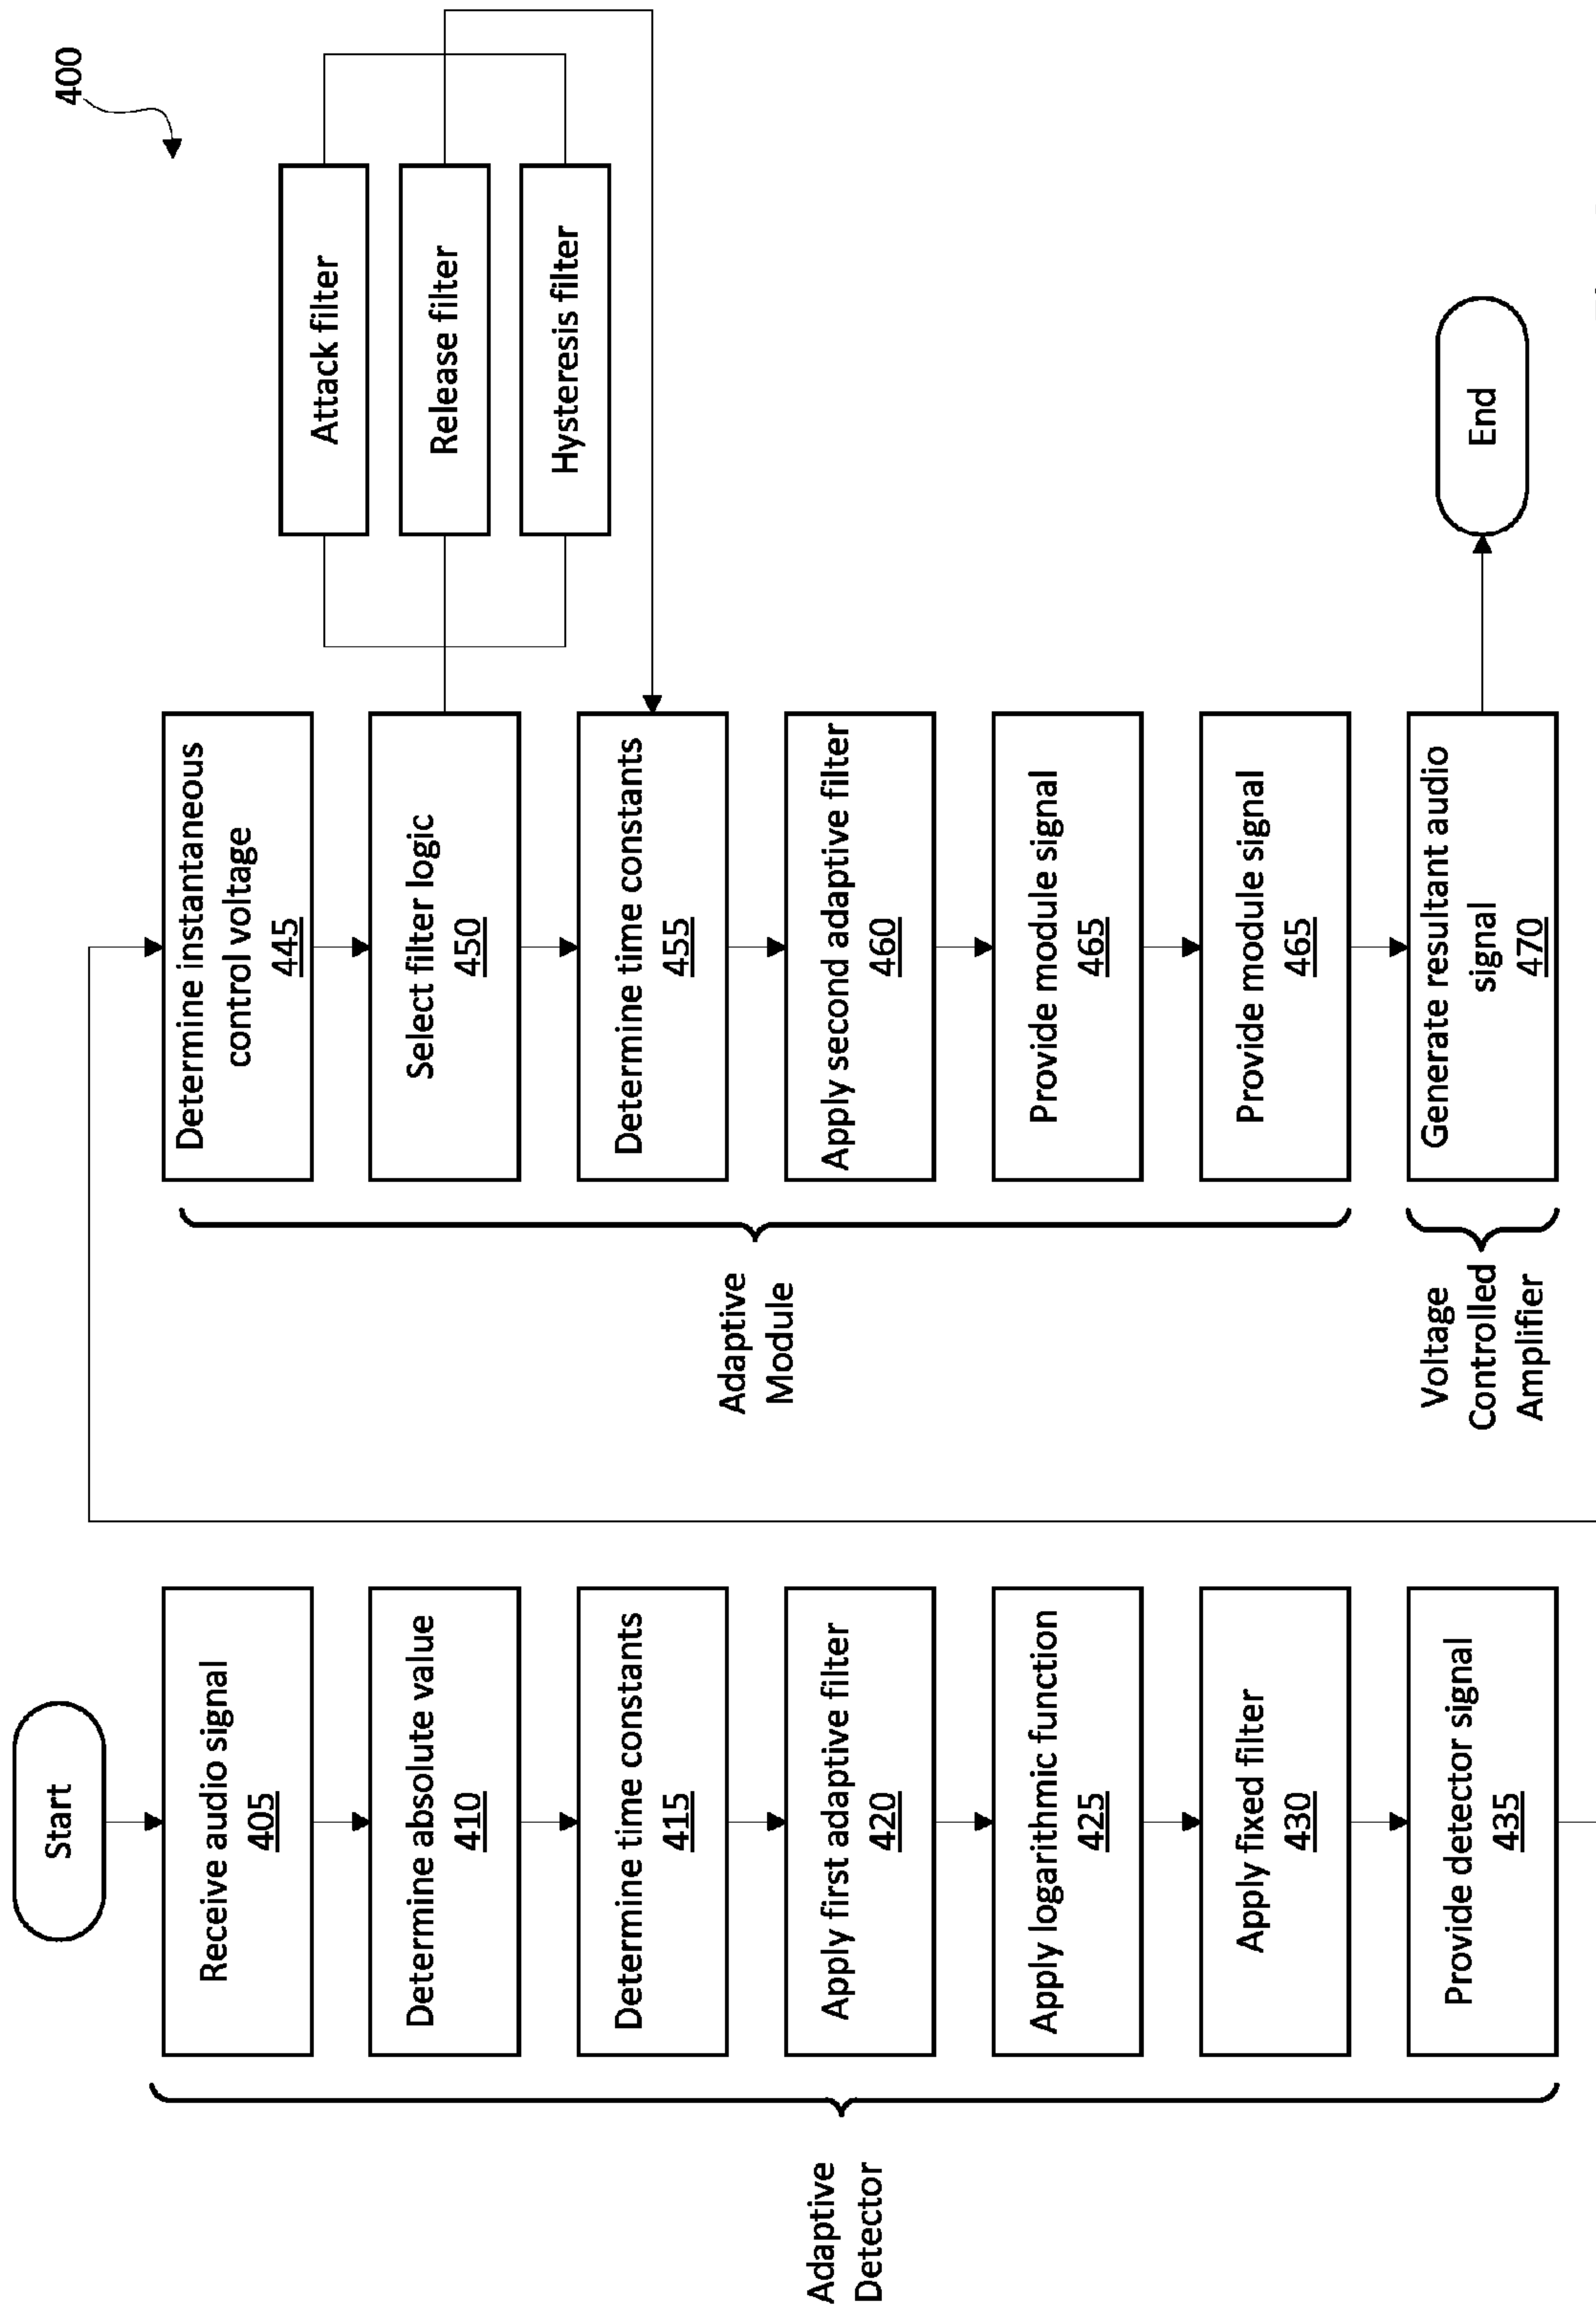 400
Start
Receive audio signal
405
Determine absolute value
410
Determine time constants
415
Apply first adaptive filter
420
Apply logarithmic function
425
Apply fixed filter
430
Provide detector signal
435
Adaptive
Detector
Determine instantaneous
control voltage
445
Select filter logic
450
Determine time constants
455
Apply second adaptive filter
460
Provide module signal
465
Provide module signal
465
Generate resultant audio
signal
470
Adaptive
Module
Voltage
Controlled
Amplifier
Attack filter
Release filter
Hysteresis filter
End